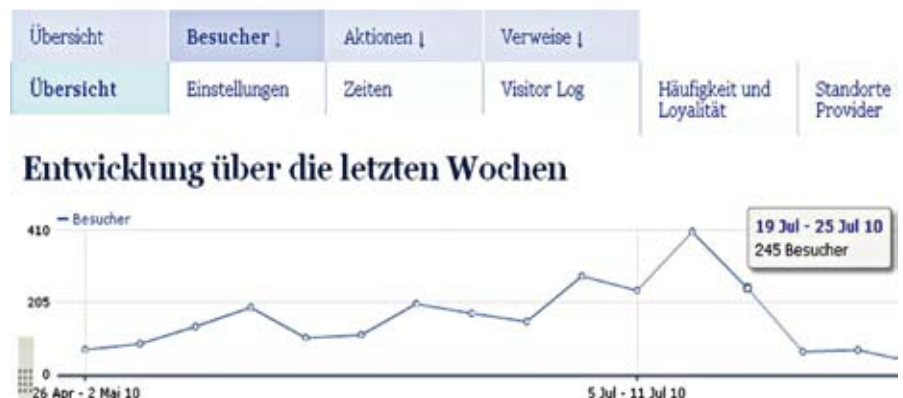 Übersicht Besucher ↓ Aktionen ↓ Verweise ↓
Übersicht Einstellungen Zeiten Visitor Log Häufigkeit und Loyalität Standorte Provider
Entwicklung über die letzten Wochen
Besucher
410
19 Jul - 25 Jul 10
245 Besucher
205
0
26 Apr - 2 Mai 10 5 Jul - 11 Jul 10